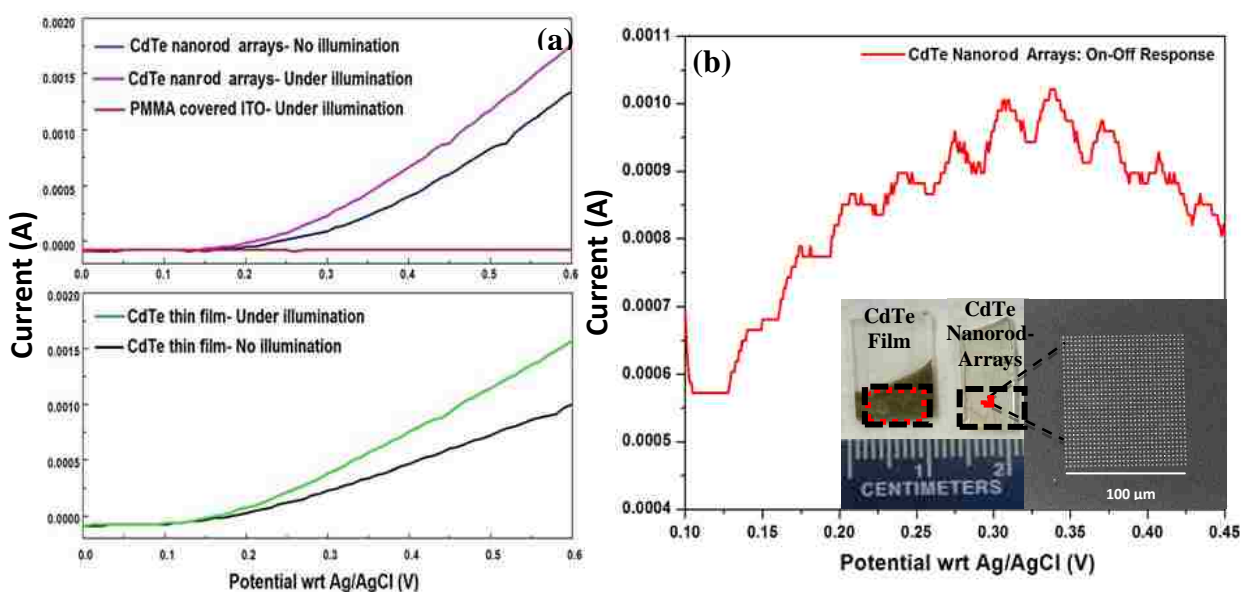 (a)
0.0020
0.0015
0.0010
0.0005
0.0000
CdTe nanorod arrays- No illumination
CdTe nanrod arrays- Under illumination
PMMA covered ITO- Under illumination
0.0 0.1 0.2 0.3 0.4 0.5 0.6
0.0020
0.0015
0.0010
0.0005
0.0000
CdTe thin film- Under illumination
CdTe thin film- No illumination
0.0 0.1 0.2 0.3 0.4 0.5 0.6
Current (A)
Potential wrt Ag/AgCl (V)
(b)
CdTe Nanorod Arrays: On-Off Response
0.0011
0.0010
0.0009
0.0008
0.0007
0.0006
0.0005
0.0004
Current (A)
CdTe
Film
CdTe
Nanorod-
Arrays
1 2
CENTIMETERS
100 μm
0.10 0.15 0.20 0.25 0.30 0.35 0.40 0.45
Potential wrt Ag/AgCl (V)